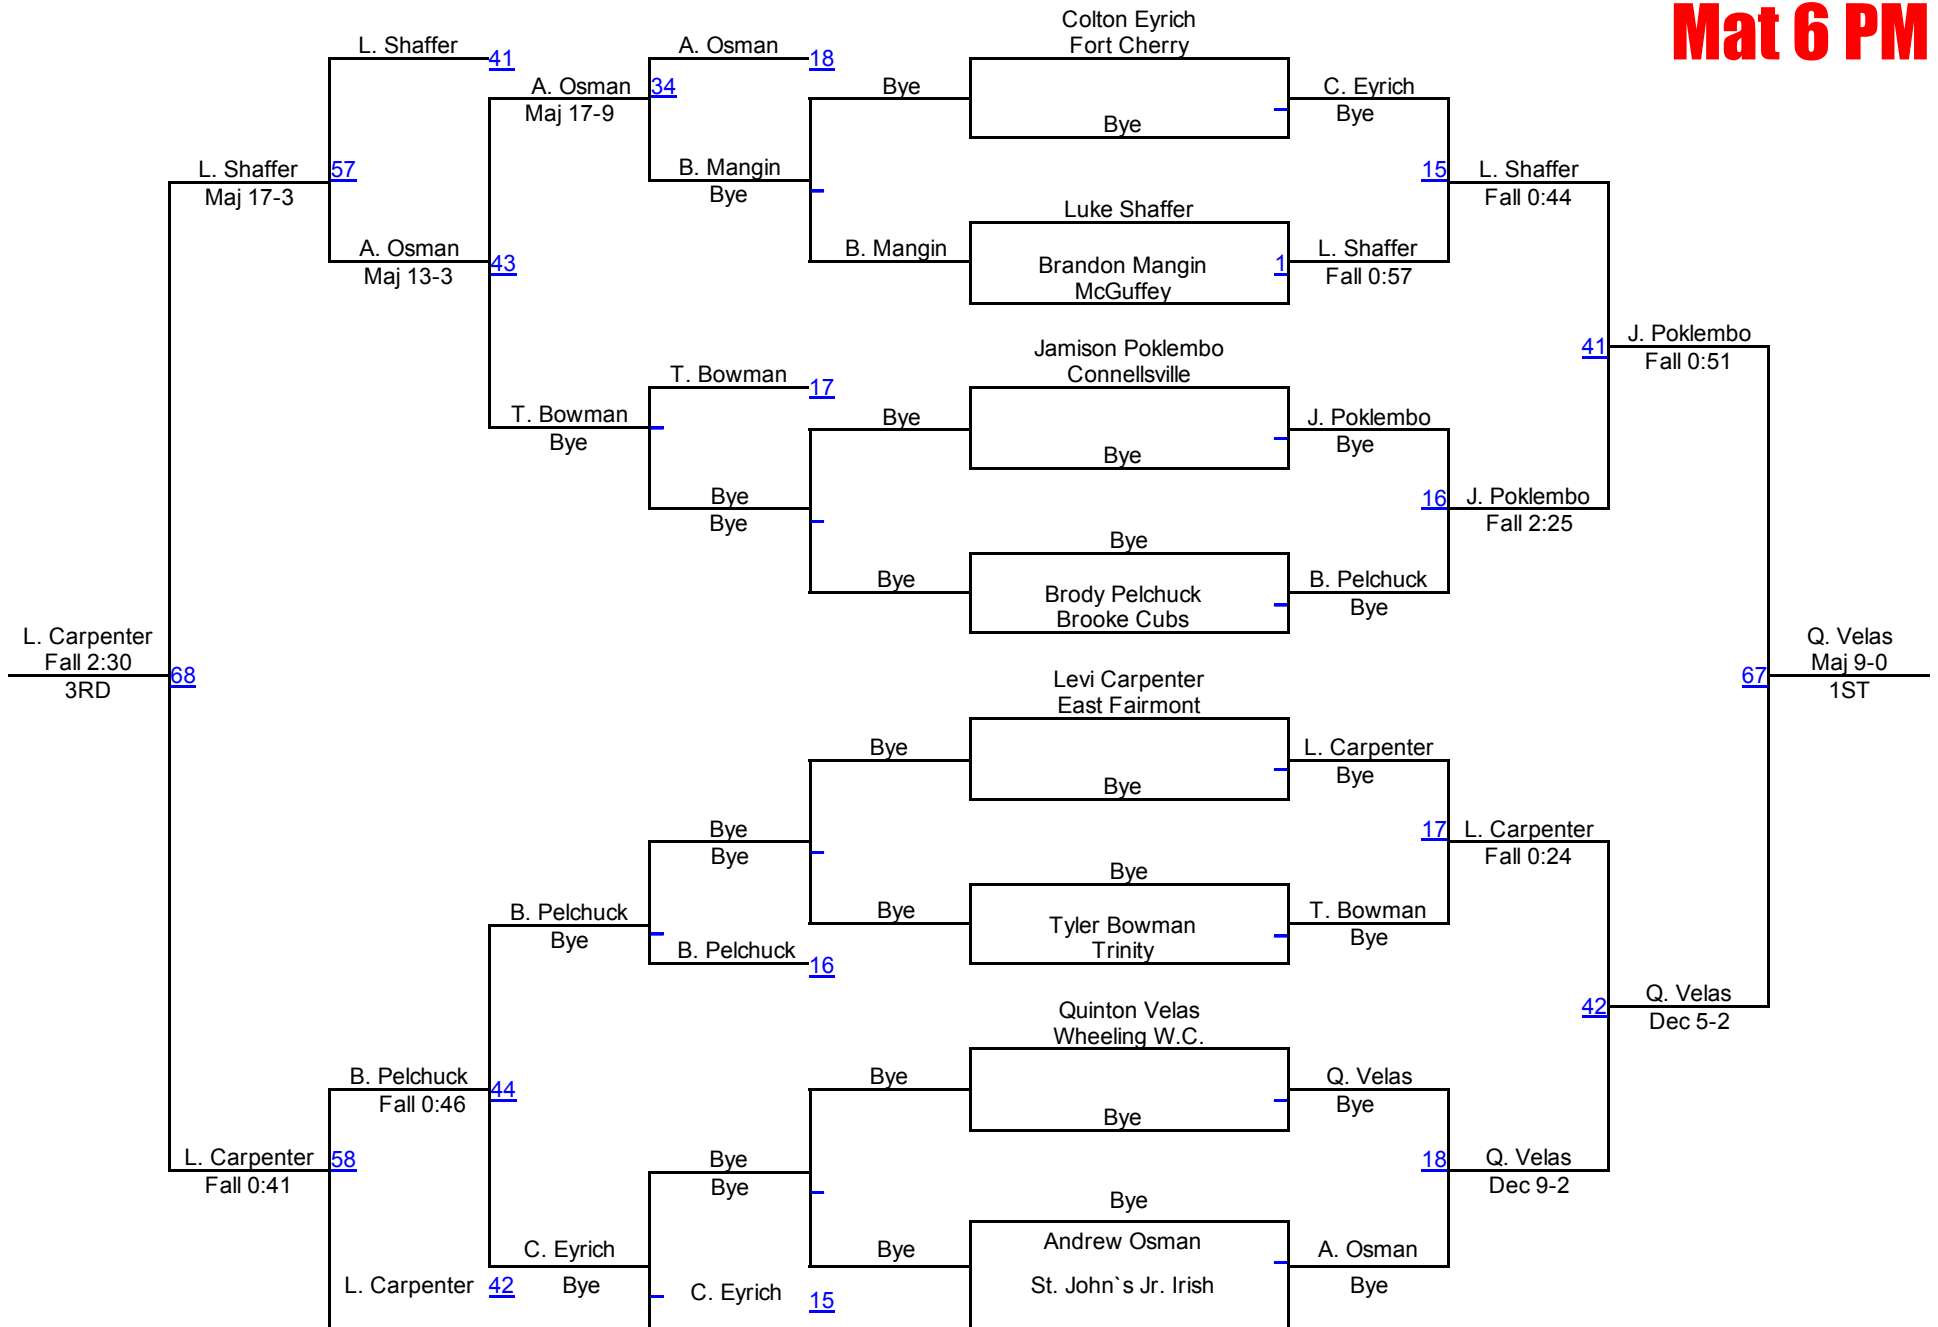 Mat 6 PM
Colton Eyrich
L. Shaffer
A. Osman
Fort Cherry
41
18
A. Osman
34
Bye
C. Eyrich
Maj 17-9
Bye
Bye
L. Shaffer
57
B. Mangin
15
L. Shaffer
Maj 17-3
Bye
Fall 0:44
Luke Shaffer
A. Osman
43
B. Mangin
Brandon Mangin
1
L. Shaffer
Maj 13-3
McGuffey
Fall 0:57
Jamison Poklembo
41
J. Poklembo
T. Bowman
17
Connellsville
Fall 0:51
T. Bowman
Bye
J. Poklembo
Bye
Bye
Bye
Bye
16
J. Poklembo
Bye
Fall 2:25
Bye
Bye
Brody Pelchuck
B. Pelchuck
Brooke Cubs
Bye
L. Carpenter
Q. Velas
Fall 2:30
Maj 9-0
68
Levi Carpenter
67
3RD
East Fairmont
1ST
Bye
L. Carpenter
Bye
Bye
Bye
17
L. Carpenter
Bye
Fall 0:24
Bye
B. Pelchuck
Bye
Tyler Bowman
T. Bowman
Bye
B. Pelchuck
16
Trinity
Bye
Quinton Velas
42
Q. Velas
Wheeling W.C.
Dec 5-2
B. Pelchuck
44
Bye
Q. Velas
Fall 0:46
Bye
Bye
L. Carpenter
58
Bye
18
Q. Velas
Fall 0:41
Bye
Dec 9-2
Bye
C. Eyrich
Bye
Andrew Osman
A. Osman
L. Carpenter
42
Bye
C. Eyrich
15
St. John`s Jr. Irish
Bye